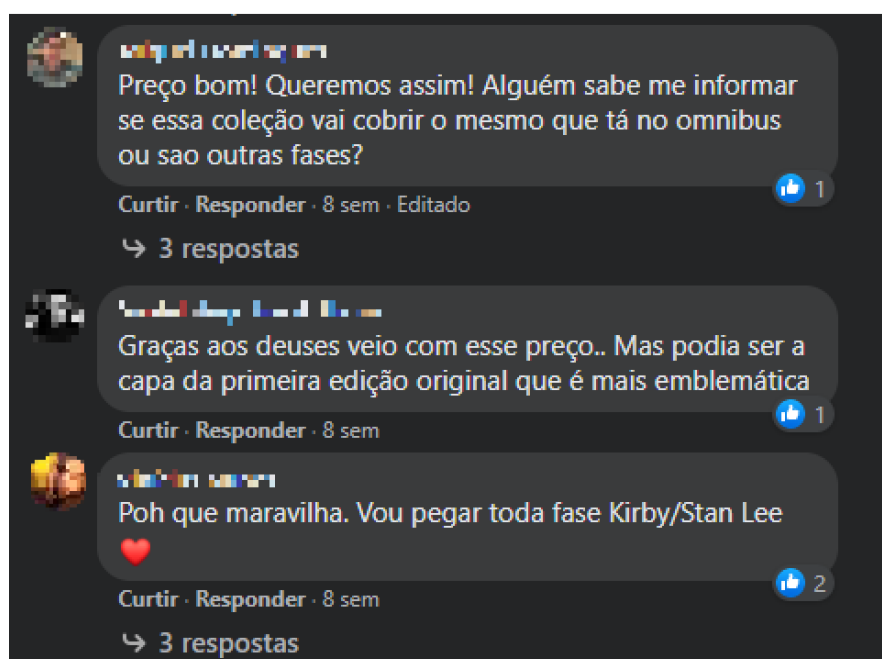 Preço bom! Queremos assim! Alguém sabe me informar
se essa coleção vai cobrir o mesmo que tá no omnibus
ou sao outras fases?
1
Curtir · Responder · 8 sem · Editado
3 respostas
Graças aos deuses veio com esse preço.. Mas podia ser a
capa da primeira edição original que é mais emblemática
1
Curtir · Responder · 8 sem
Poh que maravilha. Vou pegar toda fase Kirby/Stan Lee
❤️
2
Curtir · Responder · 8 sem
3 respostas